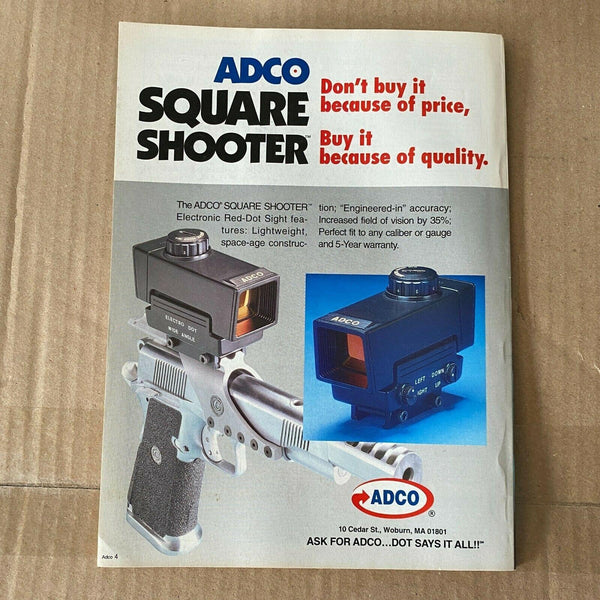 ADCO
SQUARE
SHOOTER™
Don't buy it
because of price,
Buy it
because of quality.
The ADCO® SQUARE SHOOTER™
Electronic Red-Dot Sight fea-
tures: Lightweight,
space-age construc-
tion; "Engineered-in" accuracy;
Increased field of vision by 35%;
Perfect fit to any caliber or gauge
and 5-Year warranty.
ADCO
ELECTRO DOT
WIDE ANGLE
ADCO
LEFT DOWN
RIGHT UP
ADCO®
10 Cedar St., Woburn, MA 01801
ASK FOR ADCO...DOT SAYS IT ALL!!™
Adco 4